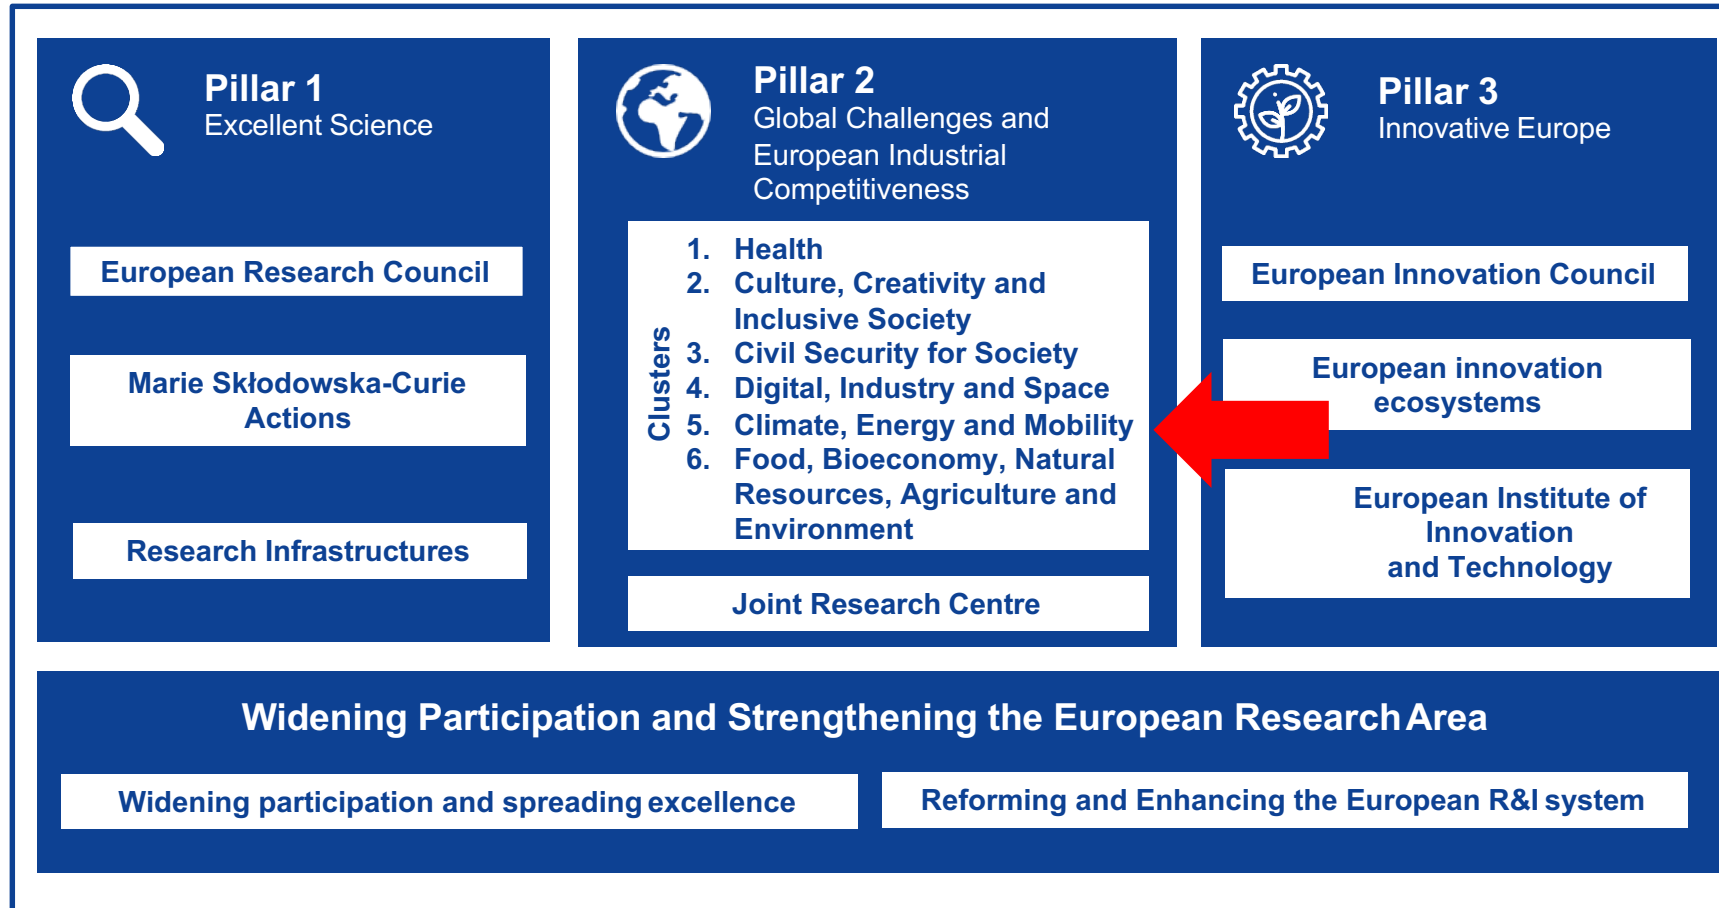 Pillar 1
Excellent Science
European Research Council
Marie Skłodowska-Curie
Actions
Research Infrastructures
Pillar 2
Global Challenges and
European Industrial
Competitiveness
Clusters
1. Health
2. Culture, Creativity and
Inclusive Society
3. Civil Security for Society
4. Digital, Industry and Space
5. Climate, Energy and Mobility
6. Food, Bioeconomy, Natural
Resources, Agriculture and
Environment
Joint Research Centre
Pillar 3
Innovative Europe
European Innovation Council
European innovation
ecosystems
European Institute of
Innovation
and Technology
Widening Participation and Strengthening the European Research Area
Widening participation and spreading excellence
Reforming and Enhancing the European R&I system